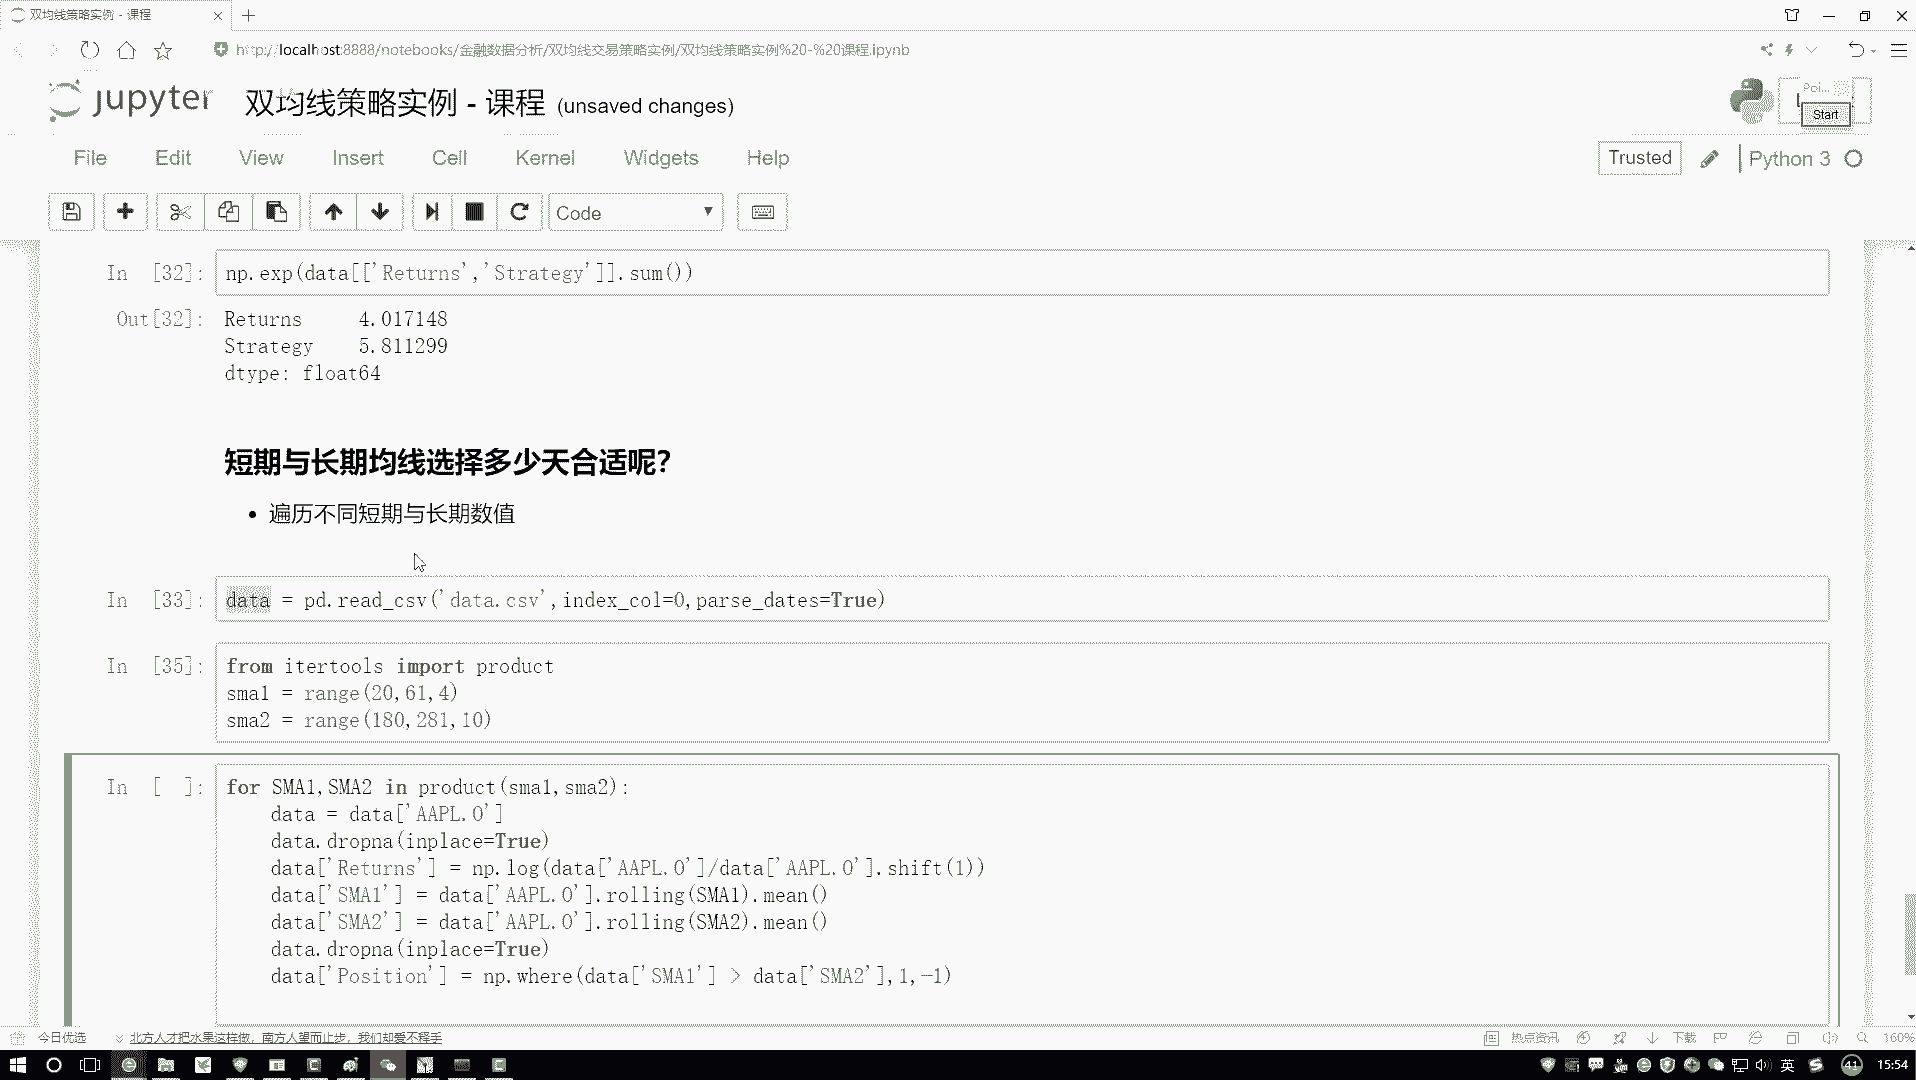 双均线策略实例 - 课程
http://localhost:8888/notebooks/金融数据分析/双均线交易策略实例/双均线策略实例%20-%20课程.ipynb
jupyter 双均线策略实例 - 课程 (unsaved changes)
Poi...
Start
File Edit View Insert Cell Kernel Widgets Help
Trusted
Python 3
Code
In [32]: np.exp(data[['Returns','Strategy']].sum())
Out[32]: Returns 4.017148
Strategy 5.811299
dtype: float64
短期与长期均线选择多少天合适呢?
• 遍历不同短期与长期数值
In [33]: data = pd.read_csv('data.csv',index_col=0,parse_dates=True)
In [35]: from itertools import product
sma1 = range(20,61,4)
sma2 = range(180,281,10)
In [ ]: for SMA1,SMA2 in product(sma1,sma2):
data = data['AAPL.O']
data.dropna(inplace=True)
data['Returns'] = np.log(data['AAPL.O']/data['AAPL.O'].shift(1))
data['SMA1'] = data['AAPL.O'].rolling(SMA1).mean()
data['SMA2'] = data['AAPL.O'].rolling(SMA2).mean()
data.dropna(inplace=True)
data['Position'] = np.where(data['SMA1'] > data['SMA2'],1,-1)
今日优选
北方人才把水果这样做，南方人望而止步，我们却爱不释手
热点资讯
下载
160%
英
41
15:54